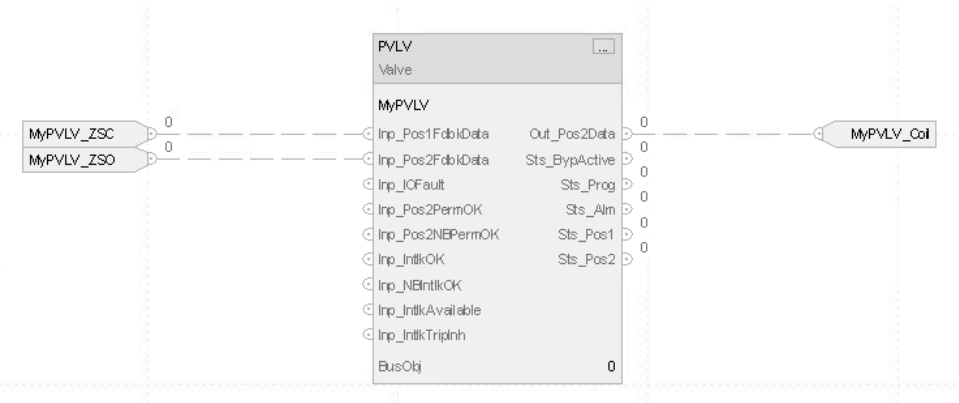 PVLV ...
Valve
MyPVLV
MyPVLV_ZSC 0 Inp_Pos1FdbkData Out_Pos2Data 0 MyPVLV_Coil
MyPVLV_ZSO 0 Inp_Pos2FdbkData Sts_BypActive 0
Inp_IOFault Sts_Prog 0
Inp_Pos2PermOK Sts_Alm 0
Inp_Pos2NBPermOK Sts_Pos1 0
Inp_IntlkOK Sts_Pos2 0
Inp_NBIntlkOK
Inp_IntlkAvailable
Inp_IntlkTripInh
BusObj 0